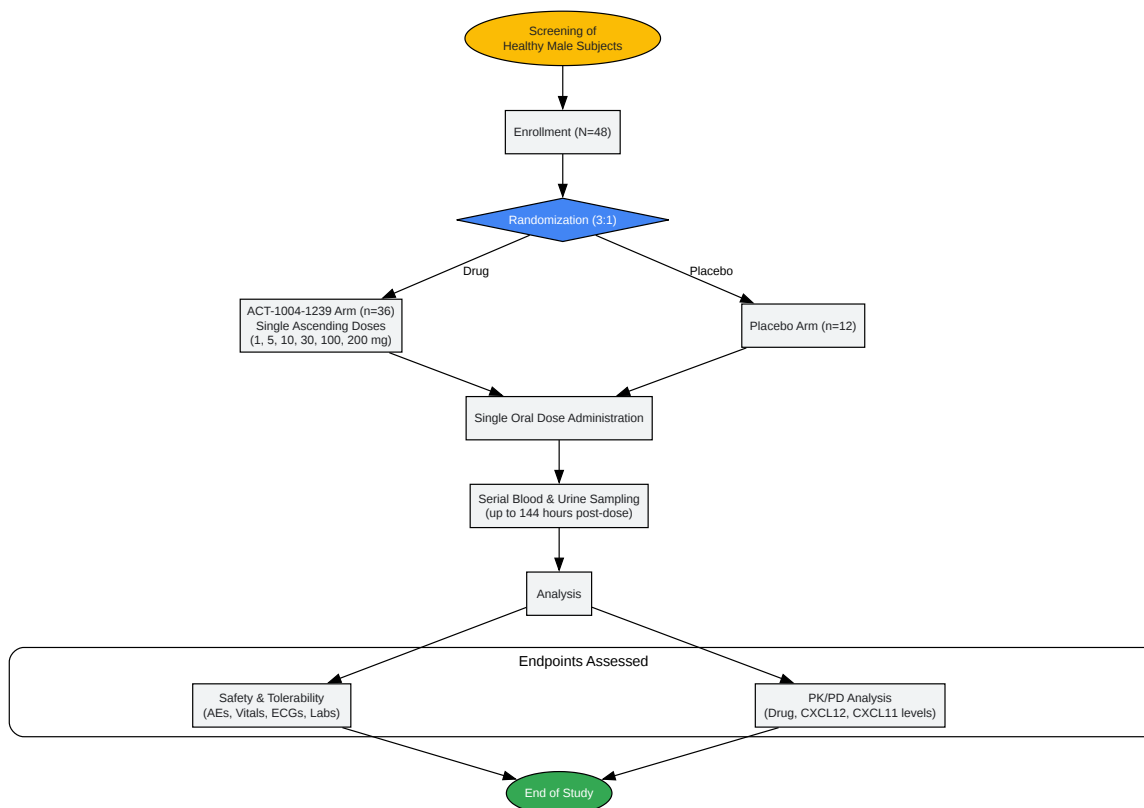 Screening of
Healthy Male Subjects
Enrollment (N=48)
Randomization (3:1)
Drug
Placebo
ACT-1004-1239 Arm (n=36)
Single Ascending Doses
(1, 5, 10, 30, 100, 200 mg)
Placebo Arm (n=12)
Single Oral Dose Administration
Serial Blood & Urine Sampling
(up to 144 hours post-dose)
Analysis
Endpoints Assessed
Safety & Tolerability
(AEs, Vitals, ECGs, Labs)
PK/PD Analysis
(Drug, CXCL12, CXCL11 levels)
End of Study